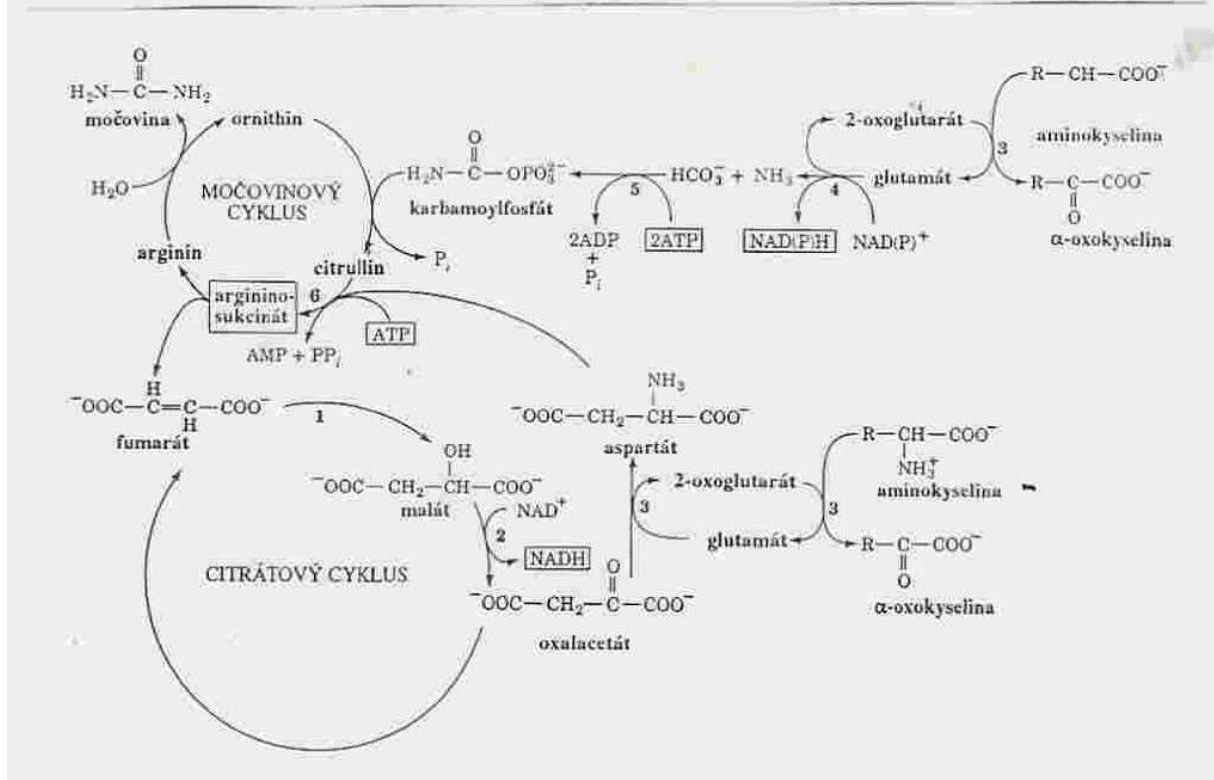 O
H₂N—C—NH₂
močovina
ornithin
H₂O
MOČOVINOVÝ
CYKLUS
arginin
citrullin
P𝑖
O
H₂N—C—OPO₃²⁻
karbamoylfosfát
5
2ADP
+
P𝑖
2ATP
HCO₃⁻ + NH₃
4
NAD(P)H
NAD(P)⁺
2-oxoglutarát
glutamát
3
R—CH—COO⁻
aminokyselina
R—C—COO⁻
O
α-oxokyselina
arginino-
sukcinát
6
ATP
AMP + PP𝑖
H
⁻OOC—C=C—COO⁻
H
fumarát
1
OH
⁻OOC—CH₂—CH—COO⁻
malát
2
NAD⁺
NADH
CITRÁTOVÝ CYKLUS
O
⁻OOC—CH₂—C—COO⁻
oxalacetát
NH₃
⁻OOC—CH₂—CH—COO⁻
aspartát
3
2-oxoglutarát
glutamát
3
R—CH—COO⁻
NH₃⁺
aminokyselina
R—C—COO⁻
O
α-oxokyselina